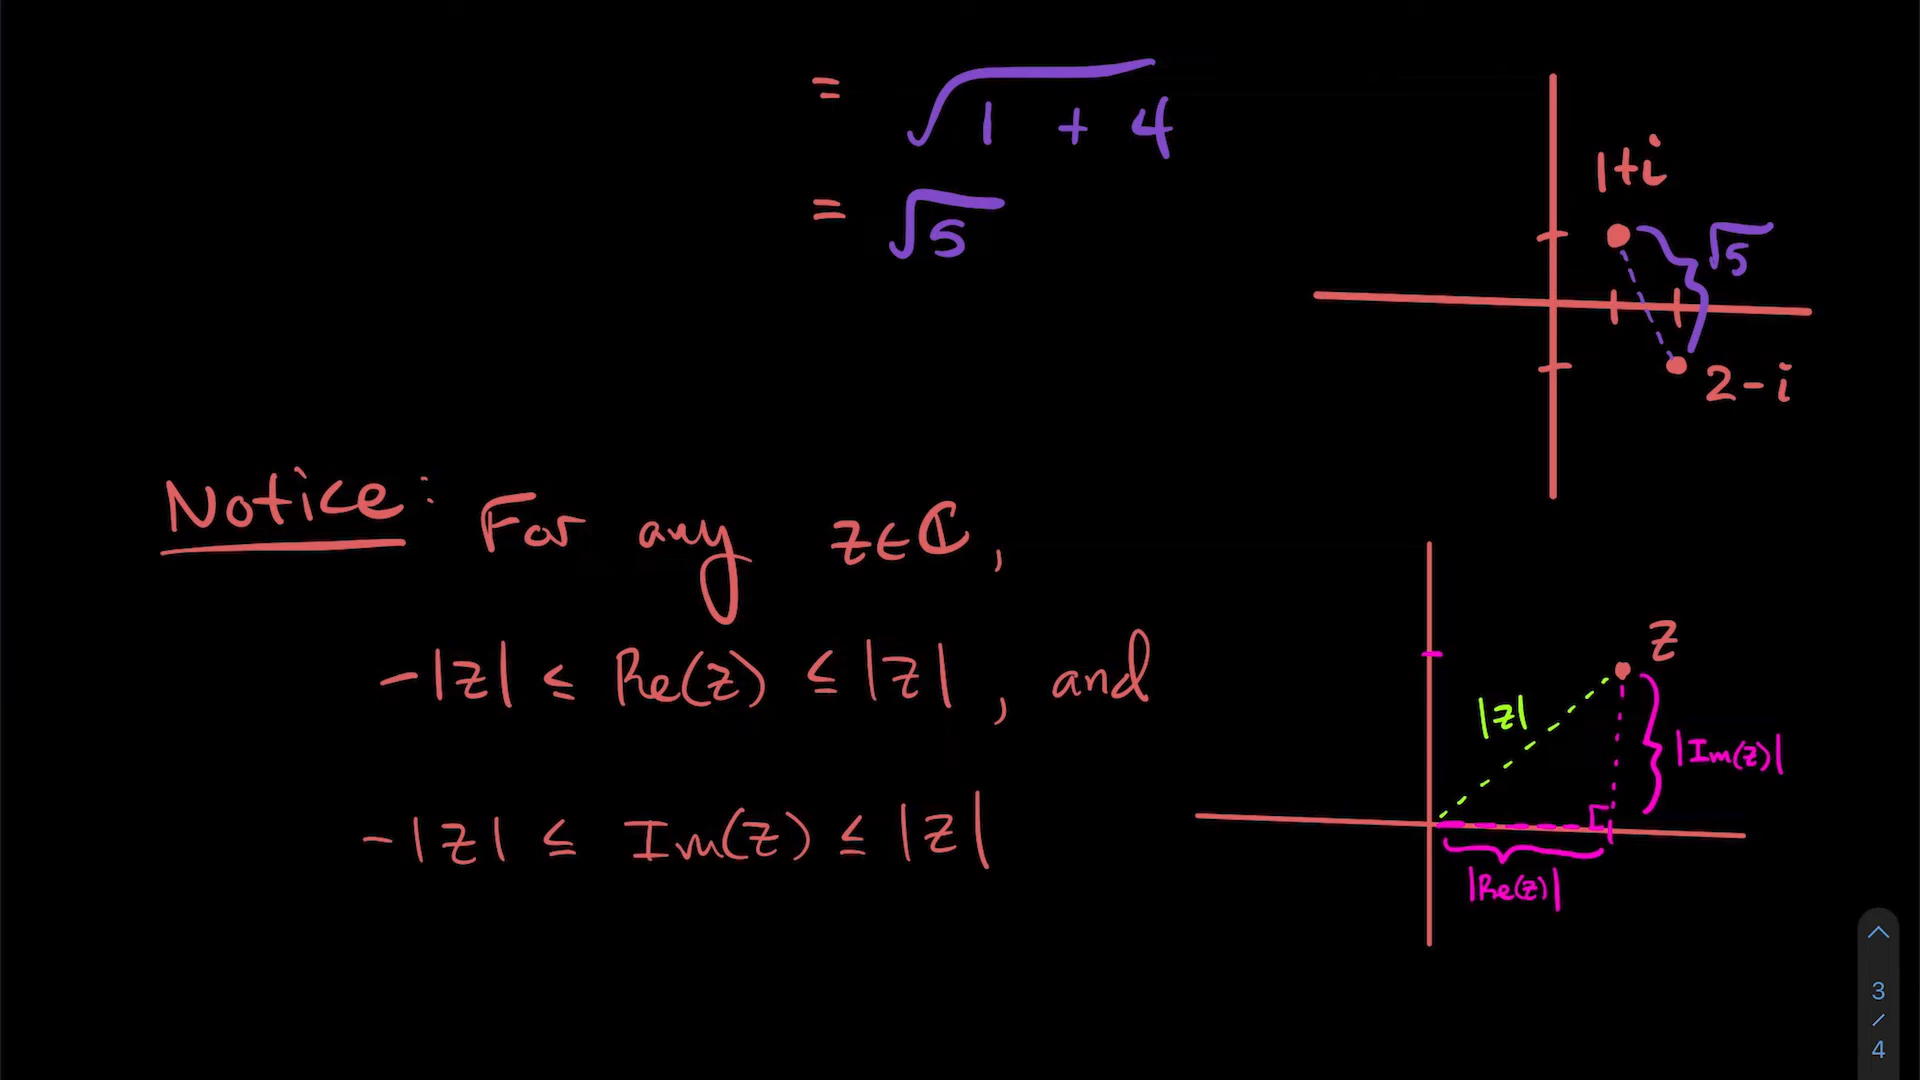 = √1 + 4
= √5
1+i
√5
2-i
Notice: For any z∈ℂ,
-|z| ≤ Re(z) ≤ |z|, and
-|z| ≤ Im(z) ≤ |z|
z
|z|
|Im(z)|
|Re(z)|
3
/
4